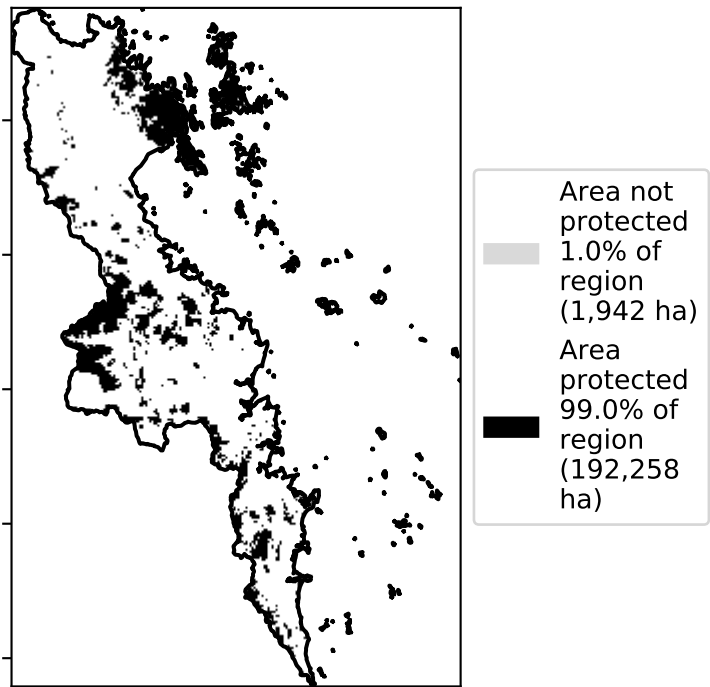 Area not
protected
1.0% of
region
(1,942 ha)
Area
protected
99.0% of
region
(192,258
ha)